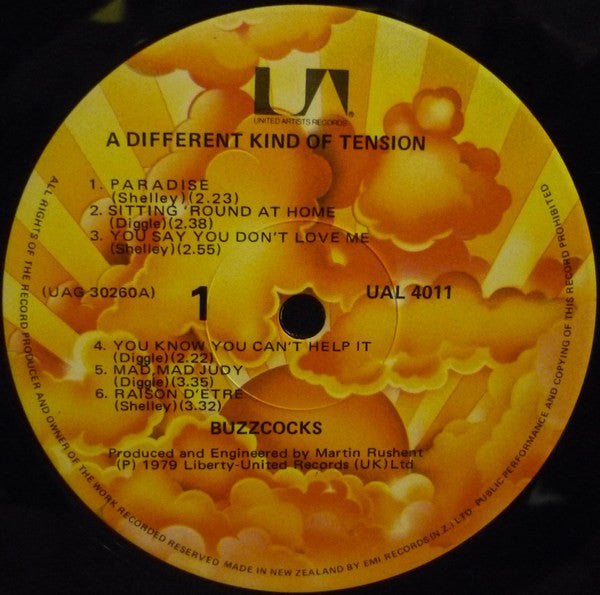 UA®
UNITED ARTISTS RECORDS
A DIFFERENT KIND OF TENSION
1. PARADISE
(Shelley)(2.23)
2. SITTING 'ROUND AT HOME
(Diggle)(2.38)
3. YOU SAY YOU DON'T LOVE ME
(Shelley)(2.55)
(UAG 30260A) 1 UAL 4011
4. YOU KNOW YOU CAN'T HELP IT
(Diggle)(2.22)
5. MAD, MAD JUDY
(Diggle)(3.35)
6. RAISON D'ETRE
(Shelley)(3.32)
BUZZCOCKS
Produced and Engineered by Martin Rushent
(P) 1979 Liberty-United Records (UK) Ltd.
ALL RIGHTS OF THE RECORD PRODUCER AND OWNER OF THE WORK RECORDED RESERVED MADE IN NEW ZEALAND BY EMI RECORDS (N.Z.) LTD PUBLIC PERFORMANCE AND COPYING OF THIS RECORD PROHIBITED